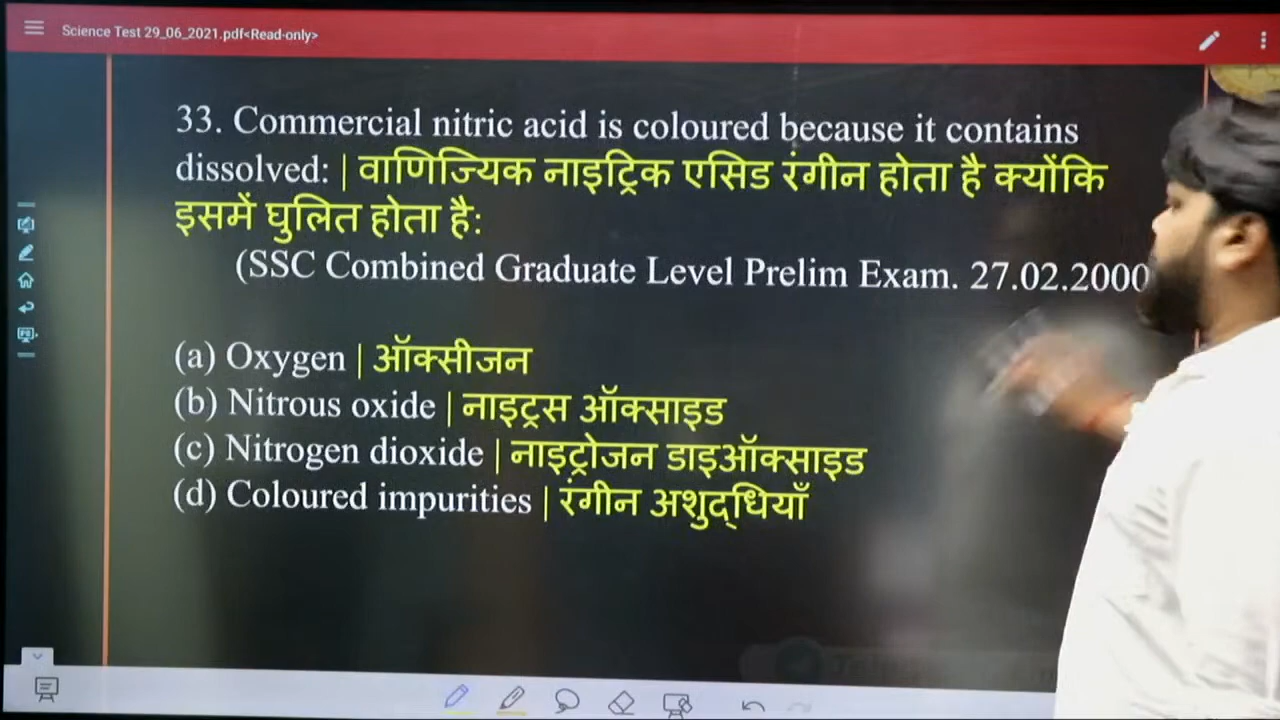 Science Test 29_06_2021.pdf<Read-only>
33. Commercial nitric acid is coloured because it contains
dissolved: | वाणिज्यिक नाइट्रिक एसिड रंगीन होता है क्योंकि
इसमें घुलित होता है:
(SSC Combined Graduate Level Prelim Exam. 27.02.2000
(a) Oxygen | ऑक्सीजन
(b) Nitrous oxide | नाइट्रस ऑक्साइड
(c) Nitrogen dioxide | नाइट्रोजन डाइऑक्साइड
(d) Coloured impurities | रंगीन अशुद्धियाँ